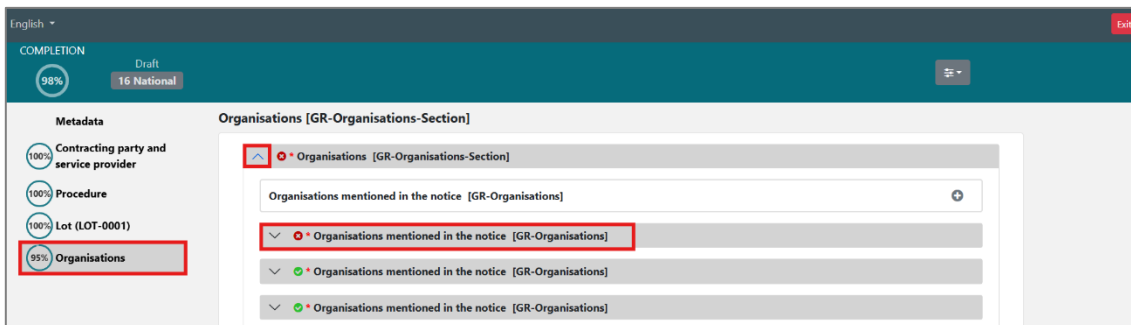 English
Exit
COMPLETION
98%
Draft
16 National
Metadata
100% Contracting party and
service provider
100% Procedure
100% Lot (LOT-0001)
95% Organisations
Organisations [GR-Organisations-Section]
* Organisations [GR-Organisations-Section]
Organisations mentioned in the notice [GR-Organisations]
* Organisations mentioned in the notice [GR-Organisations]
* Organisations mentioned in the notice [GR-Organisations]
* Organisations mentioned in the notice [GR-Organisations]